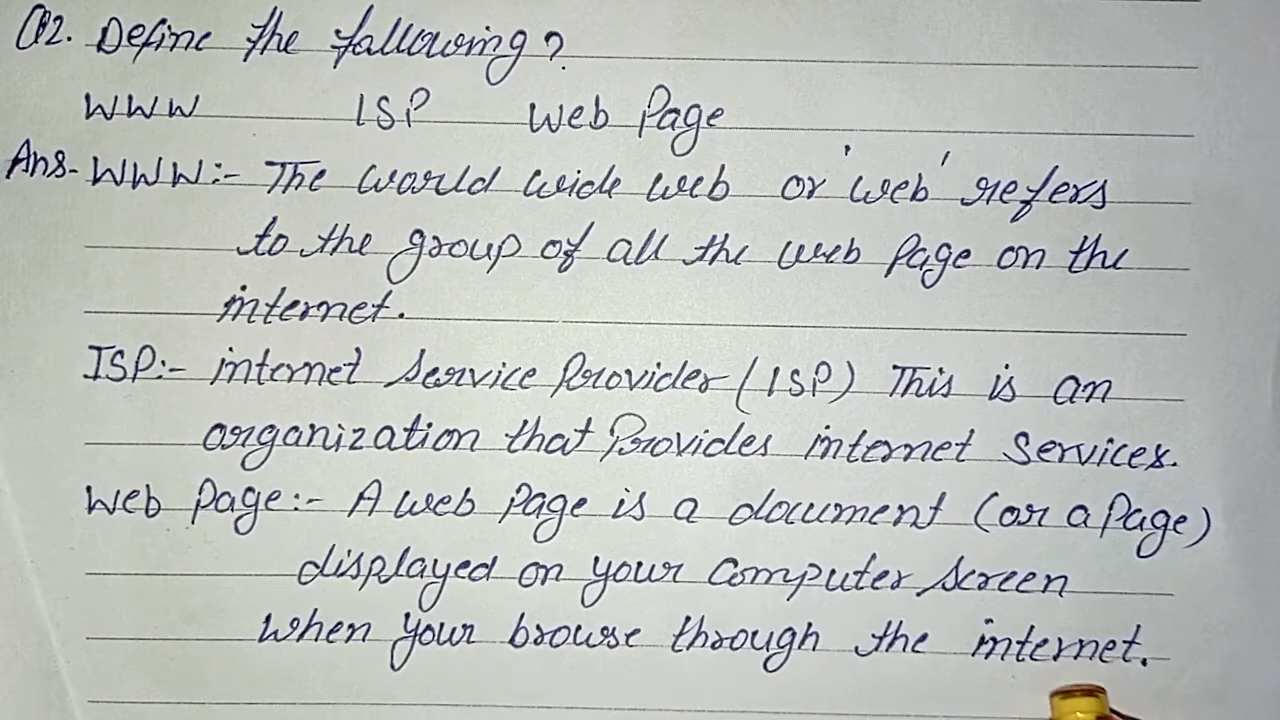 Q2. Define the following?
WWW ISP Web Page
Ans- WWW:- The world wide web or 'web' refers
to the group of all the web Page on the
internet.
ISP:- internet Service Provider (ISP) This is an
organization that Provides internet Services.
Web Page:- A web Page is a document (or a Page)
displayed on your Computer Screen
when your browse through the internet.